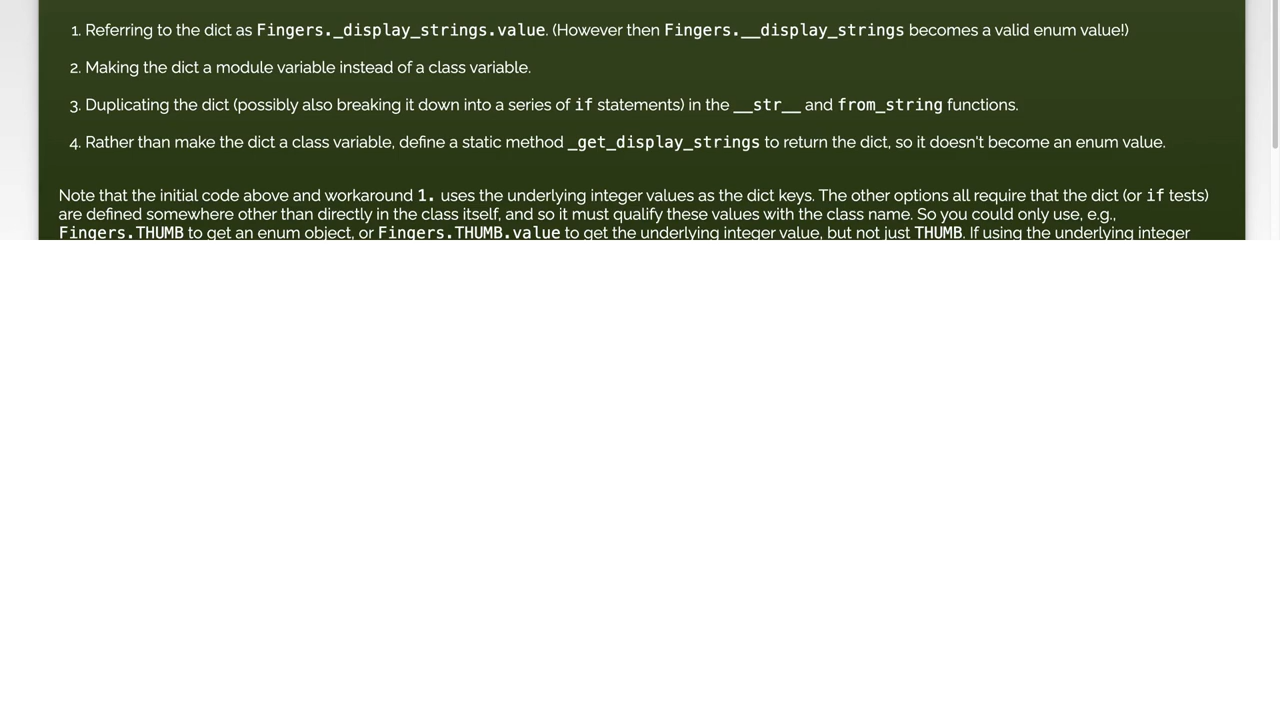 1. Referring to the dict as Fingers._display_strings.value. (However then Fingers.__display_strings becomes a valid enum value!)
2. Making the dict a module variable instead of a class variable.
3. Duplicating the dict (possibly also breaking it down into a series of if statements) in the __str__ and from_string functions.
4. Rather than make the dict a class variable, define a static method _get_display_strings to return the dict, so it doesn't become an enum value.
Note that the initial code above and workaround 1. uses the underlying integer values as the dict keys. The other options all require that the dict (or if tests)
are defined somewhere other than directly in the class itself, and so it must qualify these values with the class name. So you could only use, e.g.,
Fingers.THUMB to get an enum object, or Fingers.THUMB.value to get the underlying integer value, but not just THUMB. If using the underlying integer